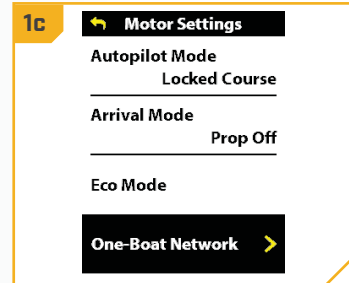 1c
Motor Settings
Autopilot Mode
Locked Course
Arrival Mode
Prop Off
Eco Mode
One-Boat Network